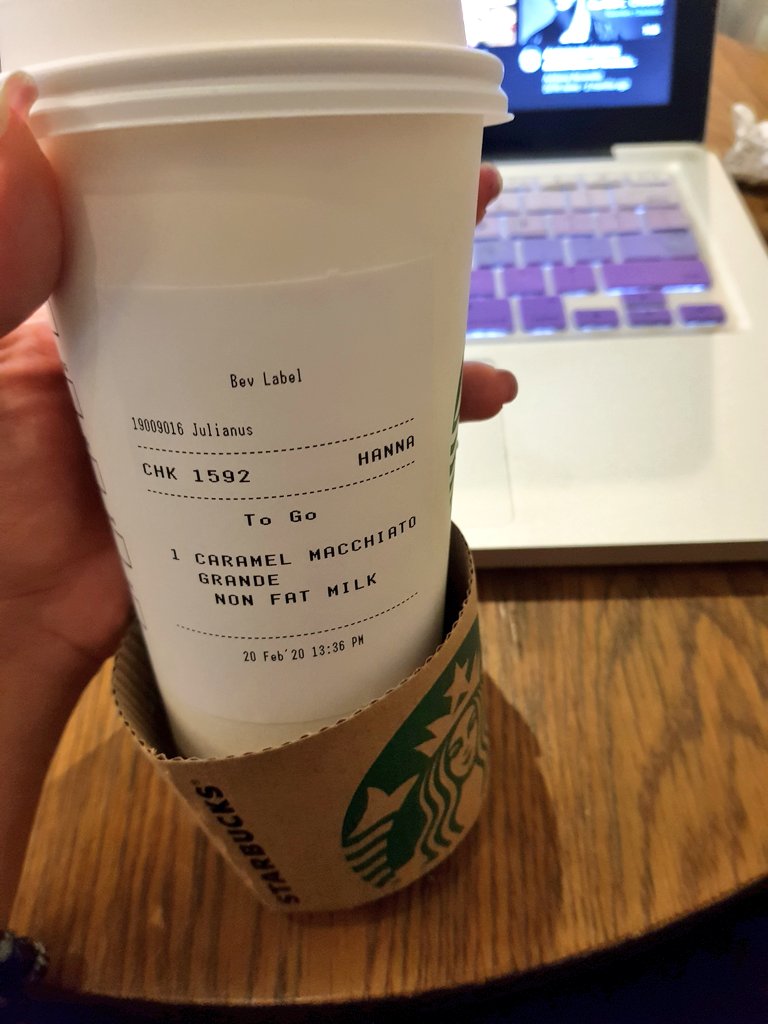 Bev Label
19009016 Julianus
CHK 1592 HANNA
To Go
1 CARAMEL MACCHIATO
GRANDE
NON FAT MILK
20 Feb'20 13:36 PM
STARBUCKS®